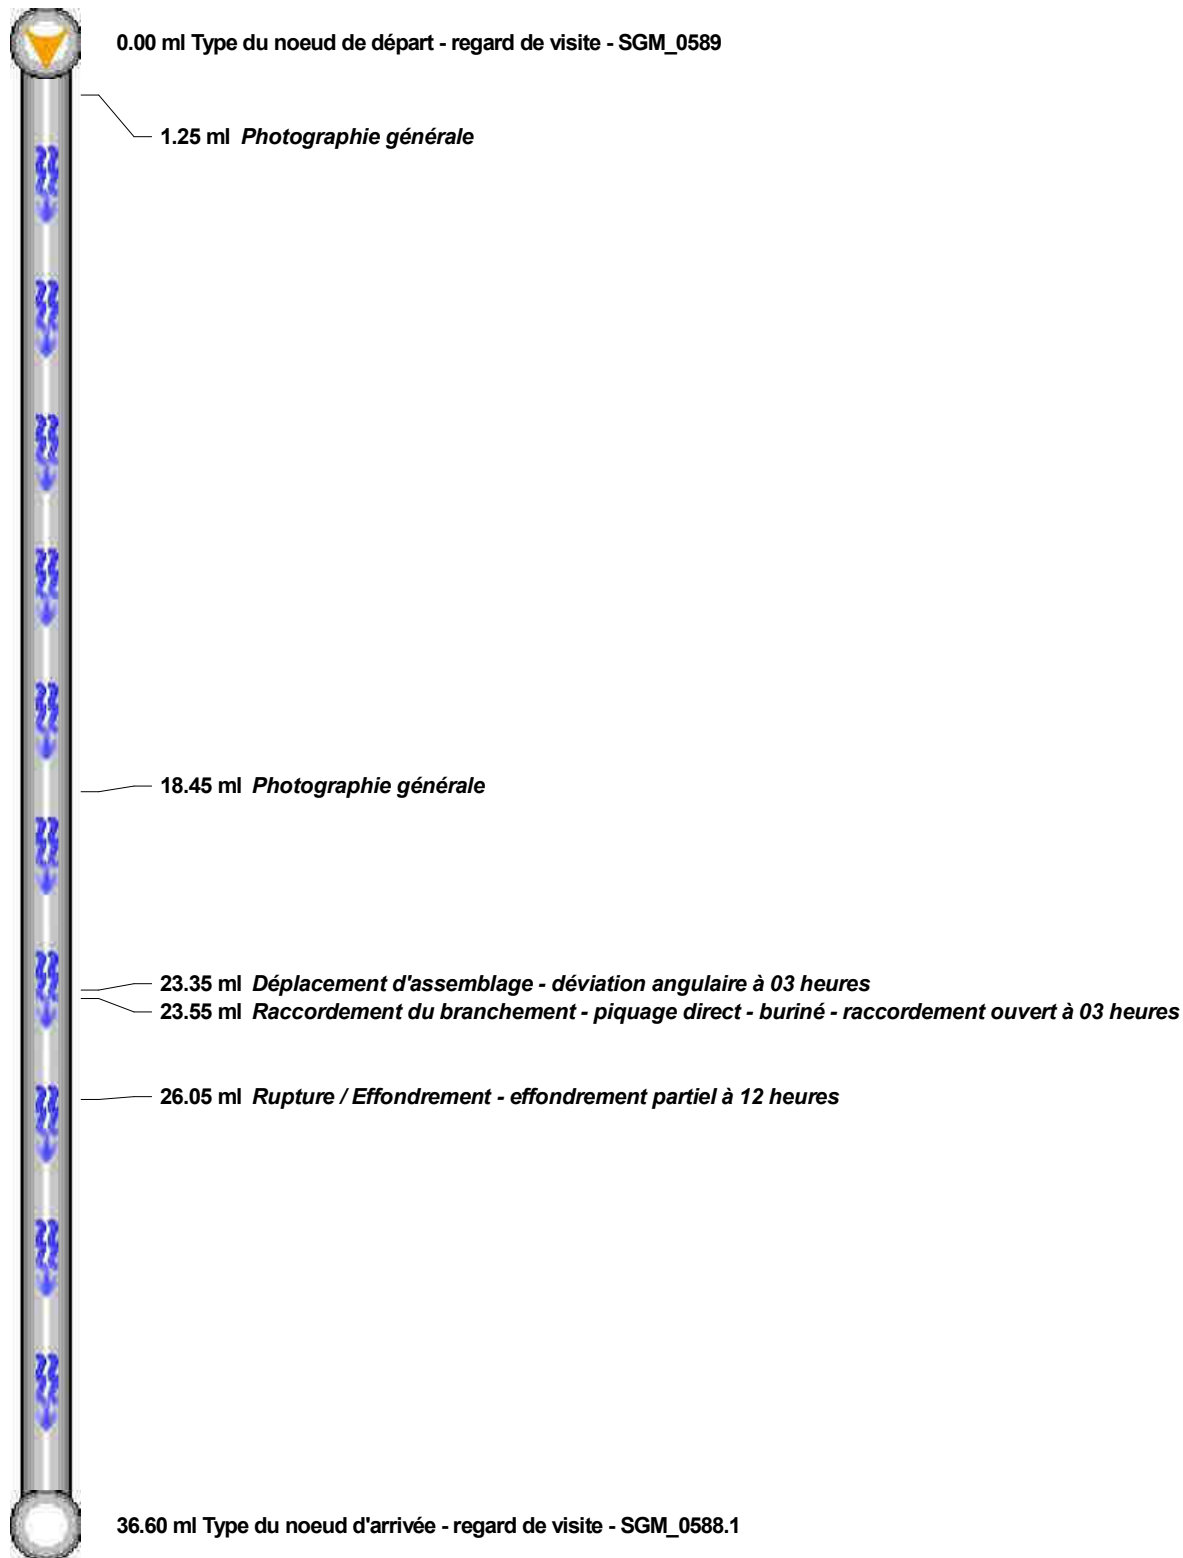 0.00 ml Type du noeud de départ - regard de visite - SGM_0589
1.25 ml Photographie générale
18.45 ml Photographie générale
23.35 ml Déplacement d'assemblage - déviation angulaire à 03 heures
23.55 ml Raccordement du branchement - piquage direct - buriné - raccordement ouvert à 03 heures
26.05 ml Rupture / Effondrement - effondrement partiel à 12 heures
36.60 ml Type du noeud d'arrivée - regard de visite - SGM_0588.1